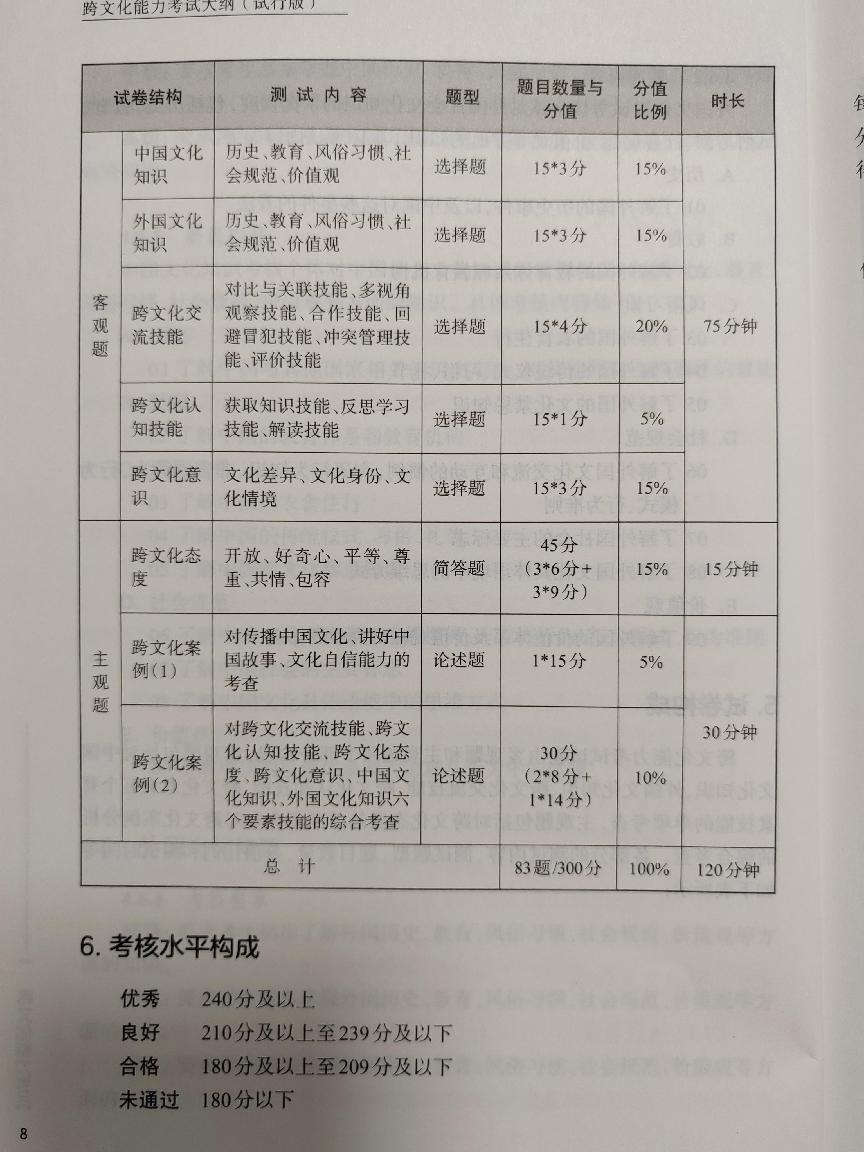 跨文化能力考试大纲（试行版）
试卷结构 测试内容 题型 题目数量与分值 分值比例 时长
客观题
中国文化知识 历史、教育、风俗习惯、社会规范、价值观 选择题 15*3分 15%
外国文化知识 历史、教育、风俗习惯、社会规范、价值观 选择题 15*3分 15%
跨文化交流技能 对比与关联技能、多视角观察技能、合作技能、回避冒犯技能、冲突管理技能、评价技能 选择题 15*4分 20% 75分钟
跨文化认知技能 获取知识技能、反思学习技能、解读技能 选择题 15*1分 5%
跨文化意识 文化差异、文化身份、文化情境 选择题 15*3分 15%
主观题
跨文化态度 开放、好奇心、平等、尊重、共情、包容 简答题 45分（3*6分+3*9分） 15% 15分钟
跨文化案例(1) 对传播中国文化、讲好中国故事、文化自信能力的考查 论述题 1*15分 5%
跨文化案例(2) 对跨文化交流技能、跨文化认知技能、跨文化态度、跨文化意识、中国文化知识、外国文化知识六个要素技能的综合考查 论述题 30分（2*8分+1*14分） 10% 30分钟
总计 83题/300分 100% 120分钟
6. 考核水平构成
优秀 240分及以上
良好 210分及以上至239分及以下
合格 180分及以上至209分及以下
未通过 180分以下
8